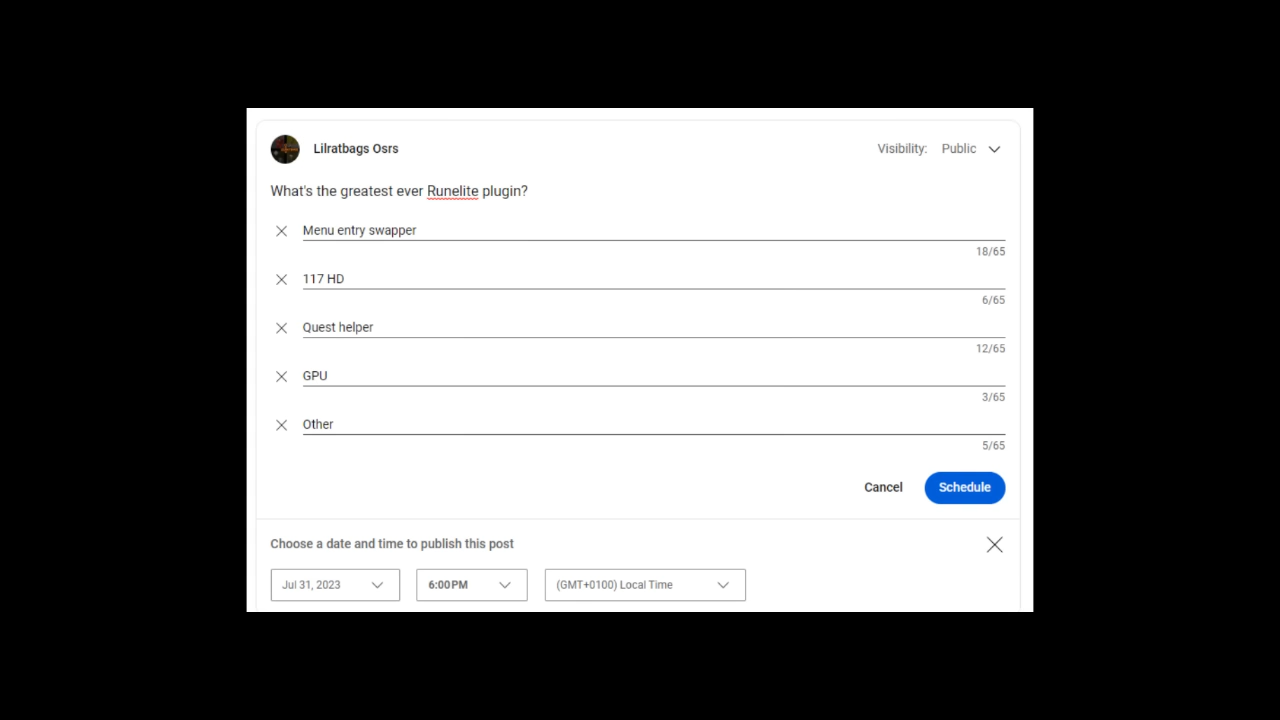 Lilratbags Osrs
Visibility: Public
What's the greatest ever Runelite plugin?
Menu entry swapper
18/65
117 HD
6/65
Quest helper
12/65
GPU
3/65
Other
5/65
Cancel Schedule
Choose a date and time to publish this post
Jul 31, 2023 6:00 PM (GMT+0100) Local Time